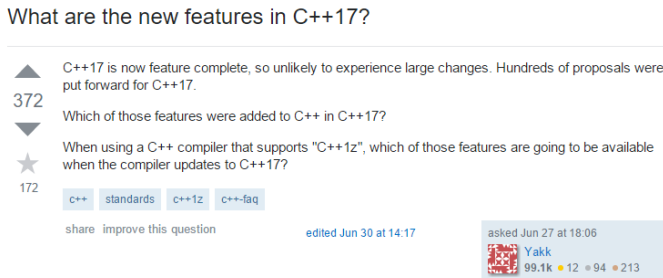 What are the new features in C++17?
C++17 is now feature complete, so unlikely to experience large changes. Hundreds of proposals were
put forward for C++17.
372
Which of those features were added to C++ in C++17?
When using a C++ compiler that supports "C++1z", which of those features are going to be available
when the compiler updates to C++17?
172
c++ standards c++1z c++-faq
share improve this question
edited Jun 30 at 14:17
asked Jun 27 at 18:06
Yakk
99.1k 12 94 213